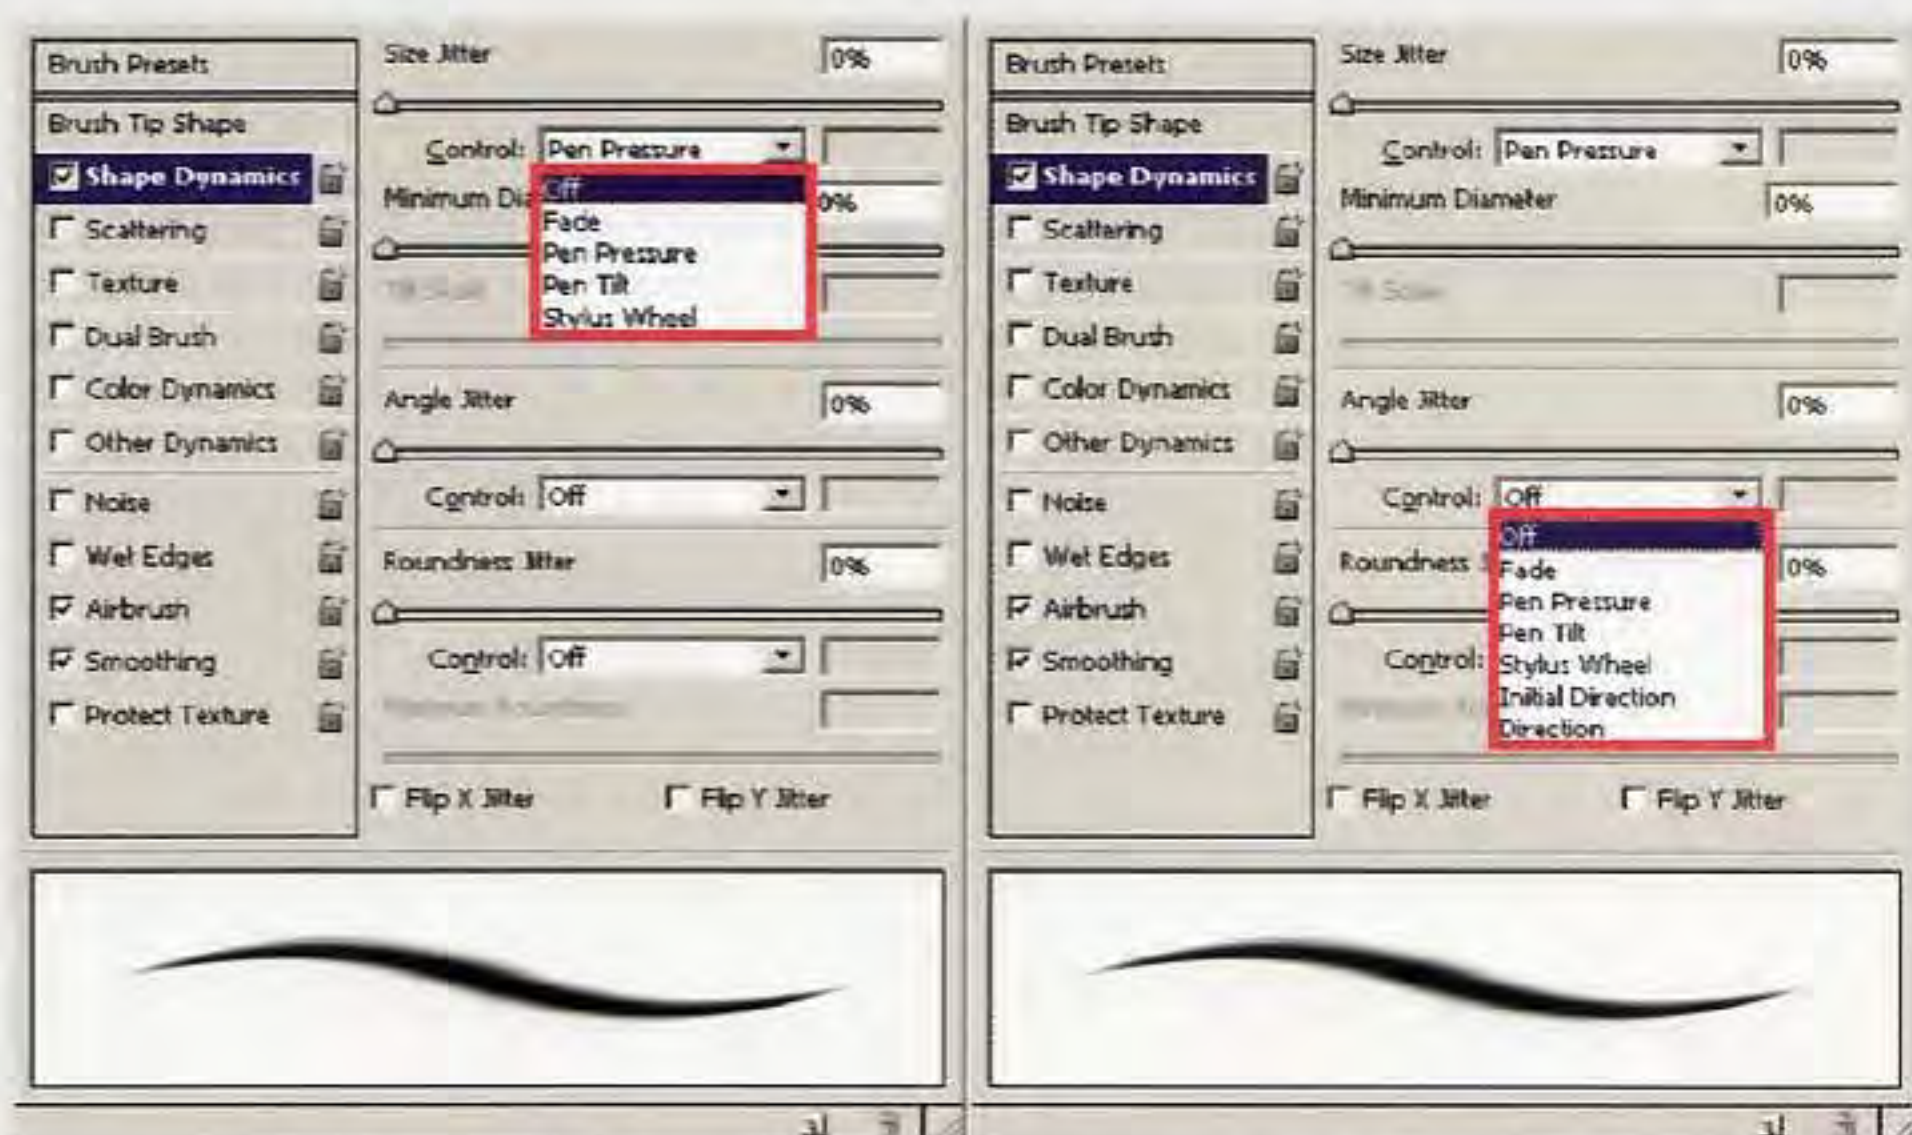 Brush Presets
Brush Tip Shape
Shape Dynamics
Scattering
Texture
Dual Brush
Color Dynamics
Other Dynamics
Noise
Wet Edges
Airbrush
Smoothing
Protect Texture
Size Jitter 0%
Control: Pen Pressure
Off
Fade
Pen Pressure
Pen Tilt
Stylus Wheel
Minimum Dia 0%
Angle Jitter 0%
Control: Off
Roundness Jitter 0%
Control: Off
Minimum Roundness
Flip X Jitter Flip Y Jitter
Brush Presets
Brush Tip Shape
Shape Dynamics
Scattering
Texture
Dual Brush
Color Dynamics
Other Dynamics
Noise
Wet Edges
Airbrush
Smoothing
Protect Texture
Size Jitter 0%
Control: Pen Pressure
Minimum Diameter 0%
Tilt Scale
Angle Jitter 0%
Control: Off
Off
Fade
Pen Pressure
Pen Tilt
Stylus Wheel
Initial Direction
Direction
Roundness 0%
Control:
Flip X Jitter Flip Y Jitter